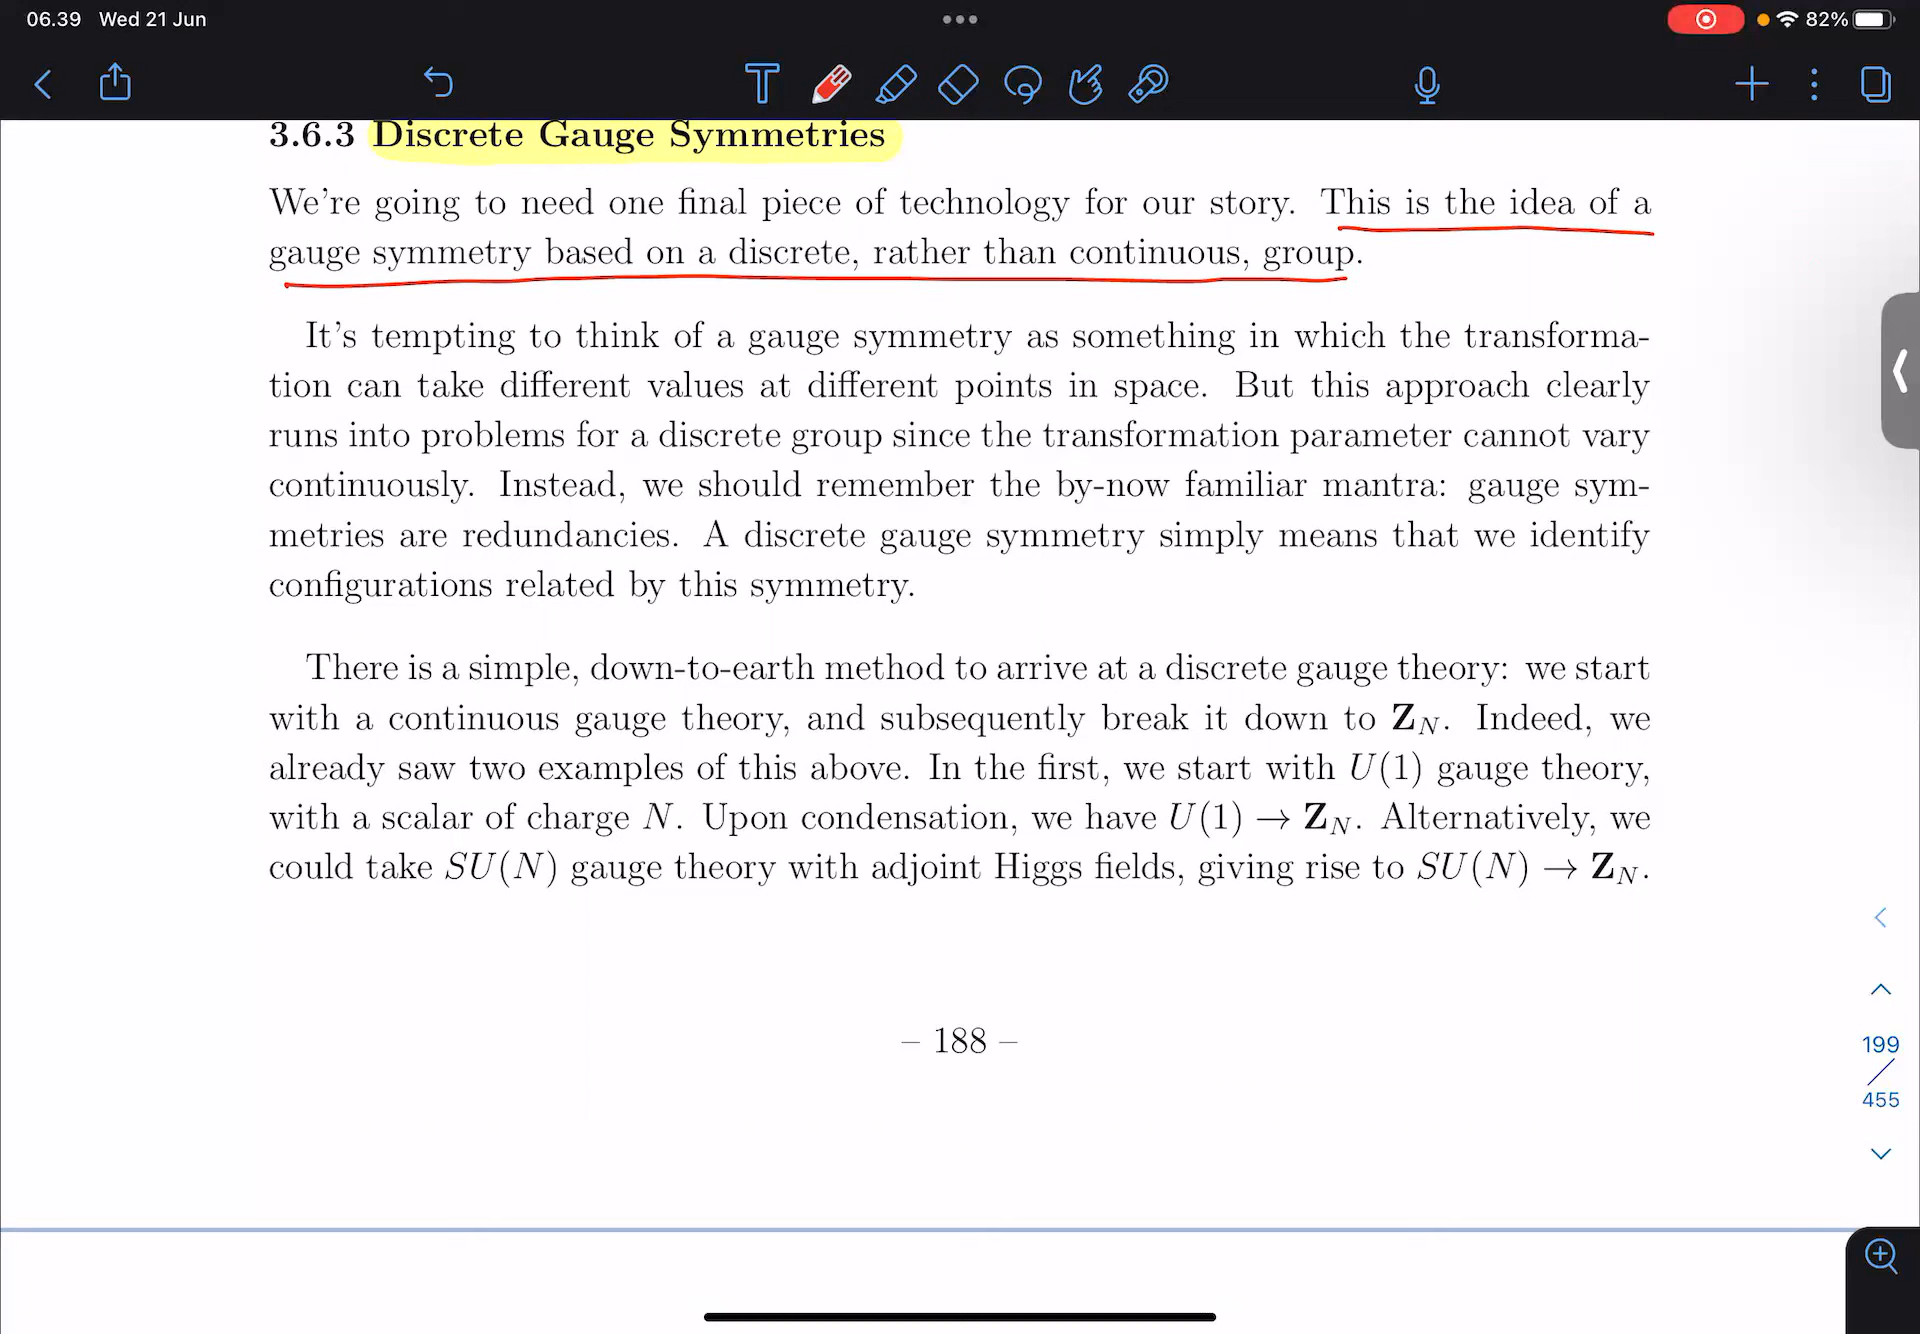 06.39 Wed 21 Jun
82%
3.6.3 Discrete Gauge Symmetries
We're going to need one final piece of technology for our story. This is the idea of a
gauge symmetry based on a discrete, rather than continuous, group.
It's tempting to think of a gauge symmetry as something in which the transforma-
tion can take different values at different points in space. But this approach clearly
runs into problems for a discrete group since the transformation parameter cannot vary
continuously. Instead, we should remember the by-now familiar mantra: gauge sym-
metries are redundancies. A discrete gauge symmetry simply means that we identify
configurations related by this symmetry.
There is a simple, down-to-earth method to arrive at a discrete gauge theory: we start
with a continuous gauge theory, and subsequently break it down to Z_N. Indeed, we
already saw two examples of this above. In the first, we start with U(1) gauge theory,
with a scalar of charge N. Upon condensation, we have U(1) → Z_N. Alternatively, we
could take SU(N) gauge theory with adjoint Higgs fields, giving rise to SU(N) → Z_N.
– 188 –
199
/
455